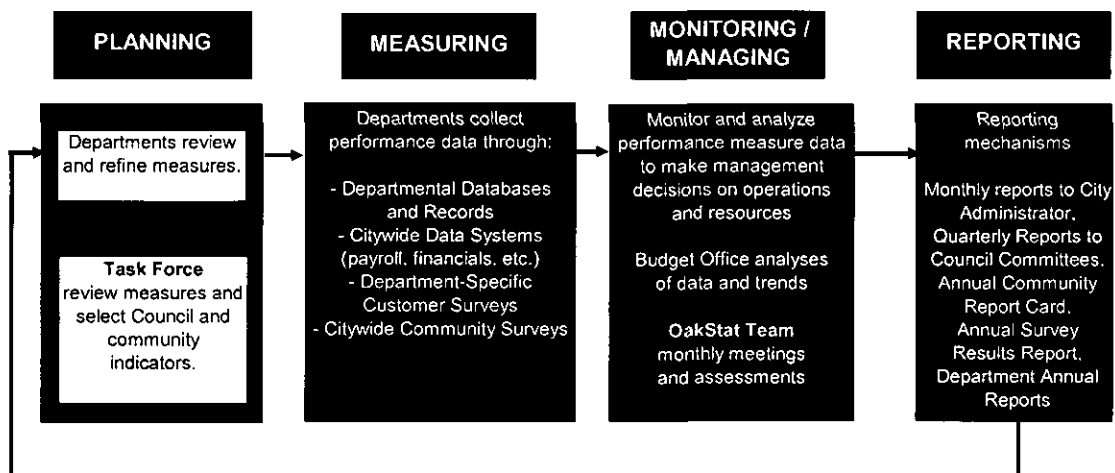 PLANNING
MEASURING
MONITORING /
MANAGING
REPORTING
Departments review
and refine measures.
Task Force
review measures and
select Council and
community
indicators.
Departments collect
performance data through:
- Departmental Databases
and Records
- Citywide Data Systems
(payroll, financials, etc.)
- Department-Specific
Customer Surveys
- Citywide Community Surveys
Monitor and analyze
performance measure data
to make management
decisions on operations
and resources
Budget Office analyses
of data and trends
OakStat Team
monthly meetings
and assessments
Reporting
mechanisms
Monthly reports to City
Administrator,
Quarterly Reports to
Council Committees,
Annual Community
Report Card,
Annual Survey
Results Report,
Department Annual
Reports